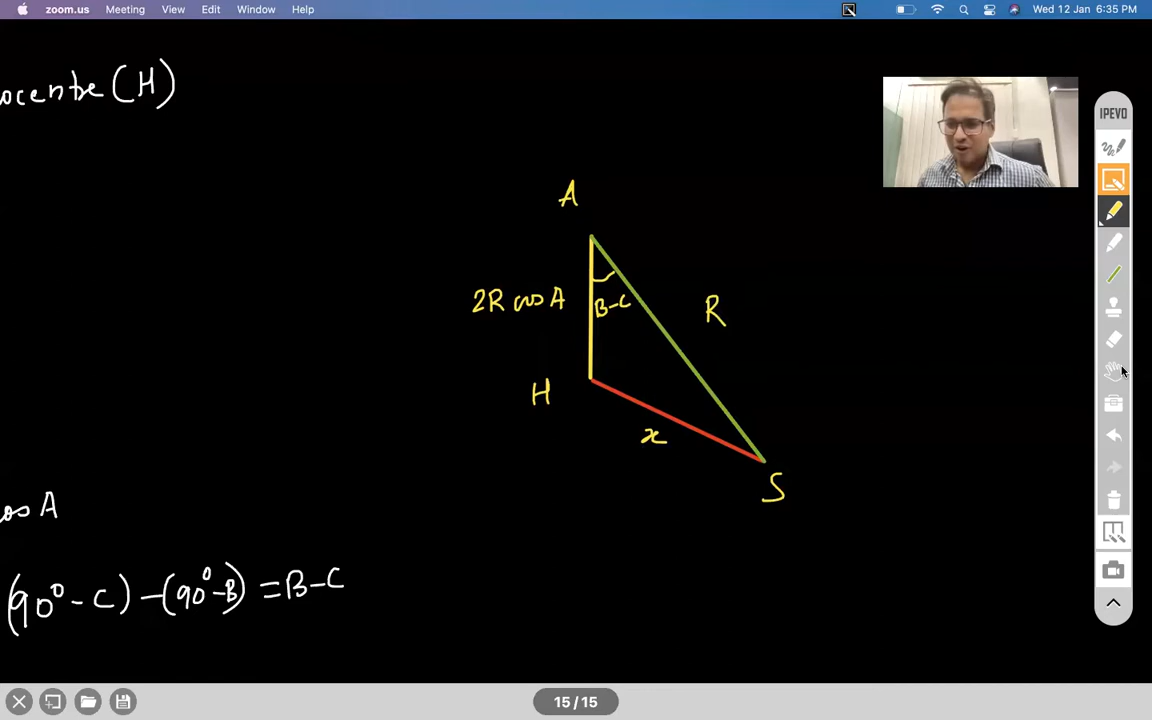 zoom.us Meeting View Edit Window Help Wed 12 Jan 6:35 PM
IPEVO
ocentre (H)
A
2R cos A
B-C
R
H
x
S
os A
(90° - C) - (90° - B) = B - C
15 / 15